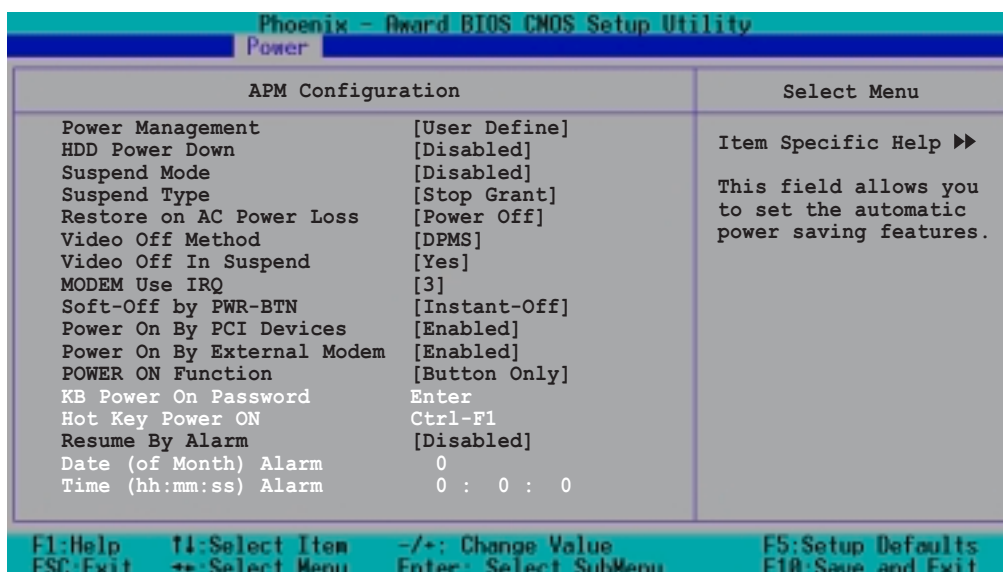 Phoenix - Award BIOS CMOS Setup Utility
Power
APM Configuration
Select Menu
Power Management [User Define]
HDD Power Down [Disabled]
Suspend Mode [Disabled]
Suspend Type [Stop Grant]
Restore on AC Power Loss [Power Off]
Video Off Method [DPMS]
Video Off In Suspend [Yes]
MODEM Use IRQ [3]
Soft-Off by PWR-BTN [Instant-Off]
Power On By PCI Devices [Enabled]
Power On By External Modem [Enabled]
POWER ON Function [Button Only]
KB Power On Password Enter
Hot Key Power ON Ctrl-F1
Resume By Alarm [Disabled]
Date (of Month) Alarm 0
Time (hh:mm:ss) Alarm 0 : 0 : 0
Item Specific Help ▶▶
This field allows you
to set the automatic
power saving features.
F1:Help ↑↓:Select Item -/+: Change Value F5:Setup Defaults
ESC:Exit ←→:Select Menu Enter: Select SubMenu F10:Save and Exit